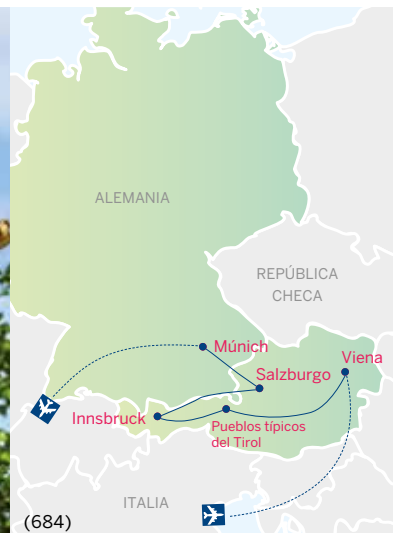 ALEMANIA
REPÚBLICA
CHECA
Múnich
Viena
Salzburgo
Innsbruck
Pueblos típicos
del Tirol
ITALIA
(684)